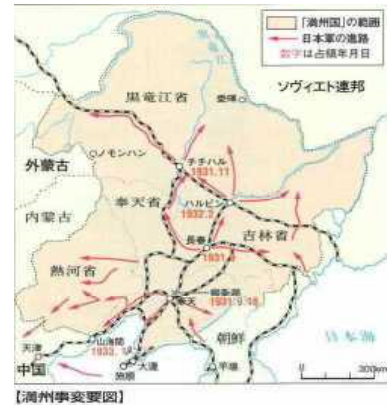 「満州国」の範囲
日本軍の進路
数字は占領年月日
黒竜江省
愛琿
ソヴィエト連邦
外蒙古
ノモンハン
チチハル
1931.11
内蒙古
奉天省
ハルビン
1932.2
吉林省
長春
1931.9
熱河省
柳条湖
奉天
1931.9.18
山海関
1933.1
天津
中国
大連
旅順
朝鮮
平壌
日本海
0
300km
【満州事変要図】